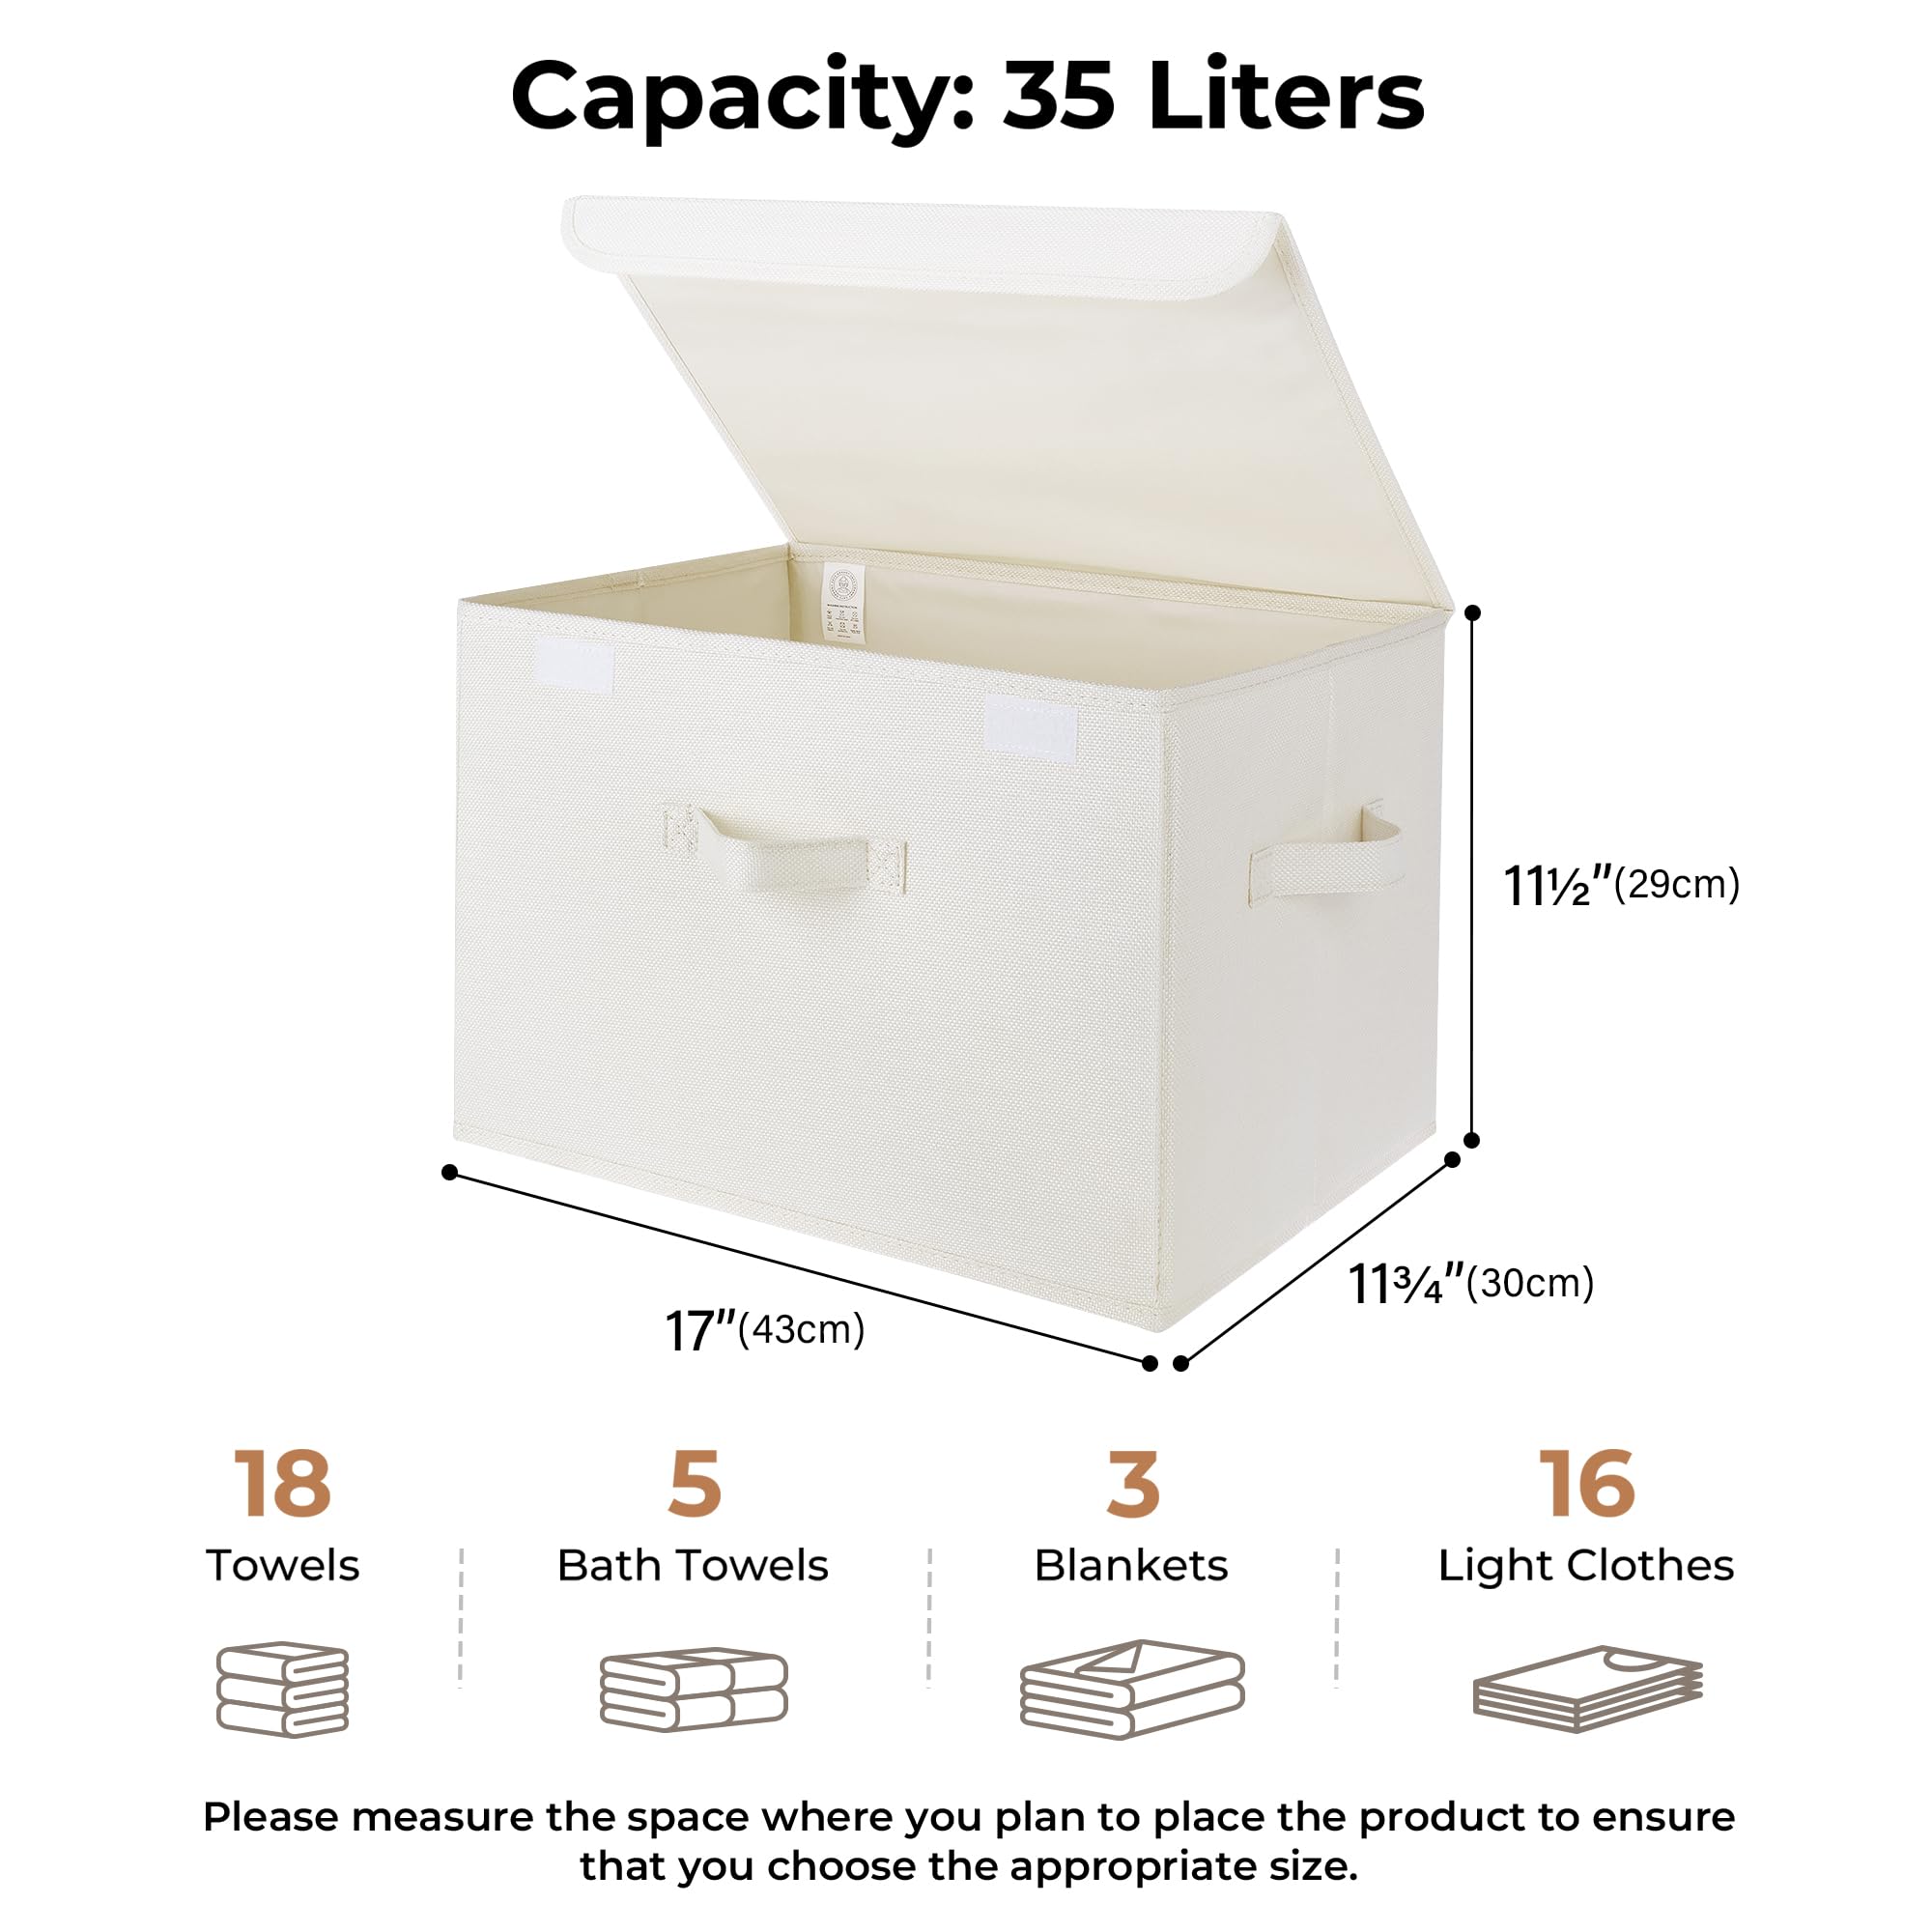 Capacity: 35 Liters
11½"(29cm)
11¾"(30cm)
17"(43cm)
18
Towels
5
Bath Towels
3
Blankets
16
Light Clothes
Please measure the space where you plan to place the product to ensure
that you choose the appropriate size.